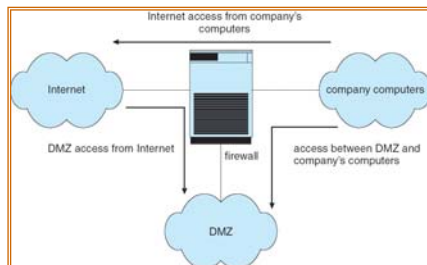 Internet access from company's
computers
Internet
company computers
DMZ access from Internet
firewall
access between DMZ and
company's computers
DMZ